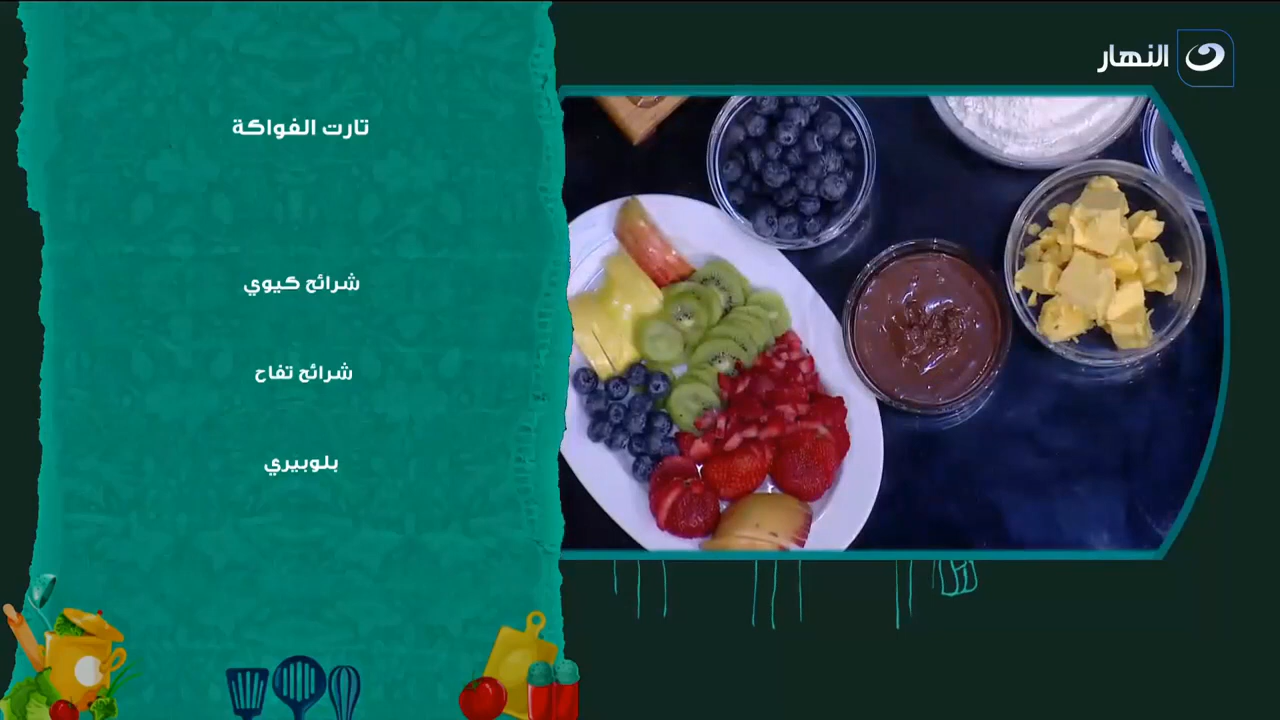 النهار
تارت الفواكة
شرائح كيوي
شرائح تفاح
بلوبيري